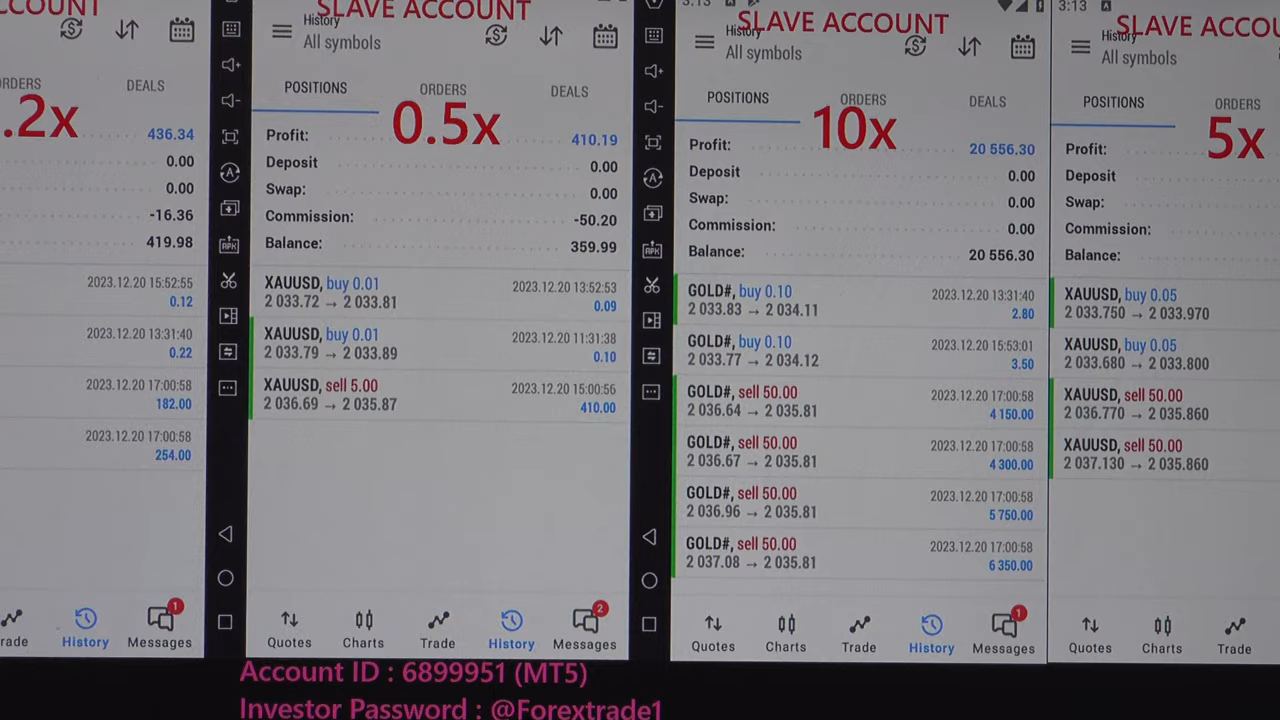 CCOUNT
ORDERS
DEALS
.2x
436.34
0.00
0.00
-16.36
419.98
2023.12.20 15:52:55
0.12
2023.12.20 13:31:40
0.22
2023.12.20 17:00:58
182.00
2023.12.20 17:00:58
254.00
rade
History
1
Messages
SLAVE ACCOUNT
History
All symbols
POSITIONS
ORDERS
DEALS
0.5x
Profit: 410.19
Deposit 0.00
Swap: 0.00
Commission: -50.20
Balance: 359.99
XAUUSD, buy 0.01 2023.12.20 13:52:53
2 033.72 → 2 033.81 0.09
XAUUSD, buy 0.01 2023.12.20 11:31:38
2 033.79 → 2 033.89 0.10
XAUUSD, sell 5.00 2023.12.20 15:00:56
2 036.69 → 2 035.87 410.00
Quotes
Charts
Trade
History
2
Messages
3:13
SLAVE ACCOUNT
History
All symbols
POSITIONS
ORDERS
DEALS
10x
Profit: 20 556.30
Deposit 0.00
Swap: 0.00
Commission: 0.00
Balance: 20 556.30
GOLD#, buy 0.10 2023.12.20 13:31:40
2 033.83 → 2 034.11 2.80
GOLD#, buy 0.10 2023.12.20 15:53:01
2 033.77 → 2 034.12 3.50
GOLD#, sell 50.00 2023.12.20 17:00:58
2 036.64 → 2 035.81 4 150.00
GOLD#, sell 50.00 2023.12.20 17:00:58
2 036.67 → 2 035.81 4 300.00
GOLD#, sell 50.00 2023.12.20 17:00:58
2 036.96 → 2 035.81 5 750.00
GOLD#, sell 50.00 2023.12.20 17:00:58
2 037.08 → 2 035.81 6 350.00
Quotes
Charts
Trade
History
1
Messages
3:13
SLAVE ACCOU
History
All symbols
POSITIONS
ORDERS
5x
Profit:
Deposit
Swap:
Commission:
Balance:
XAUUSD, buy 0.05
2 033.750 → 2 033.970
XAUUSD, buy 0.05
2 033.680 → 2 033.800
XAUUSD, sell 50.00
2 036.770 → 2 035.860
XAUUSD, sell 50.00
2 037.130 → 2 035.860
Quotes
Charts
Trade
Account ID : 6899951 (MT5)
Investor Password : @Forextrade1